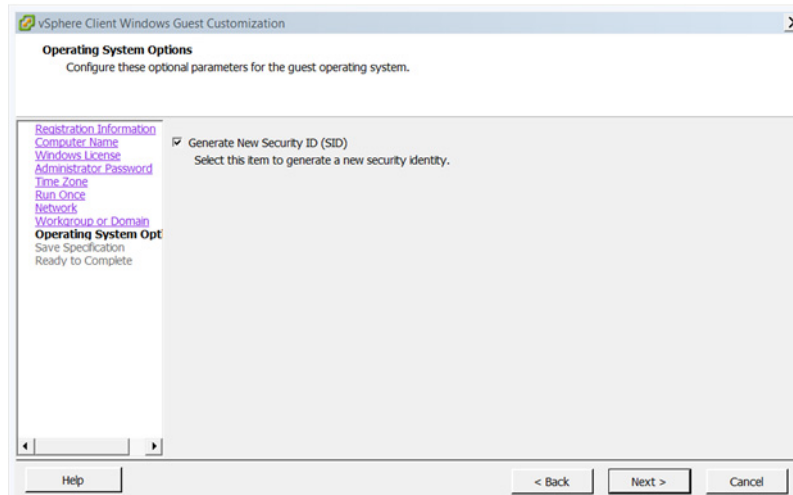 vSphere Client Windows Guest Customization
Operating System Options
Configure these optional parameters for the guest operating system.
Registration Information
Computer Name
Windows License
Administrator Password
Time Zone
Run Once
Network
Workgroup or Domain
Operating System Opt
Save Specification
Ready to Complete
Generate New Security ID (SID)
Select this item to generate a new security identity.
Help
< Back
Next >
Cancel